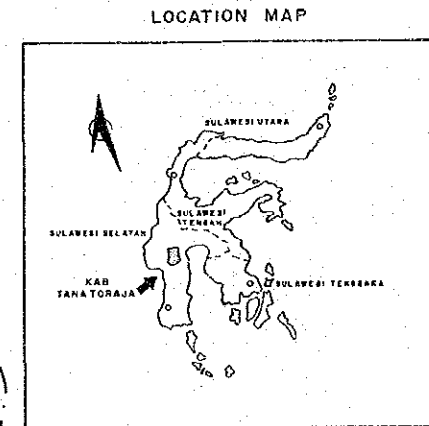 LOCATION MAP
SULAWESI UTARA
SULAWESI
TENGAH
SULAWESI SELATAN
KAB
TANA TORAJA
SULAWESI TENGGARA